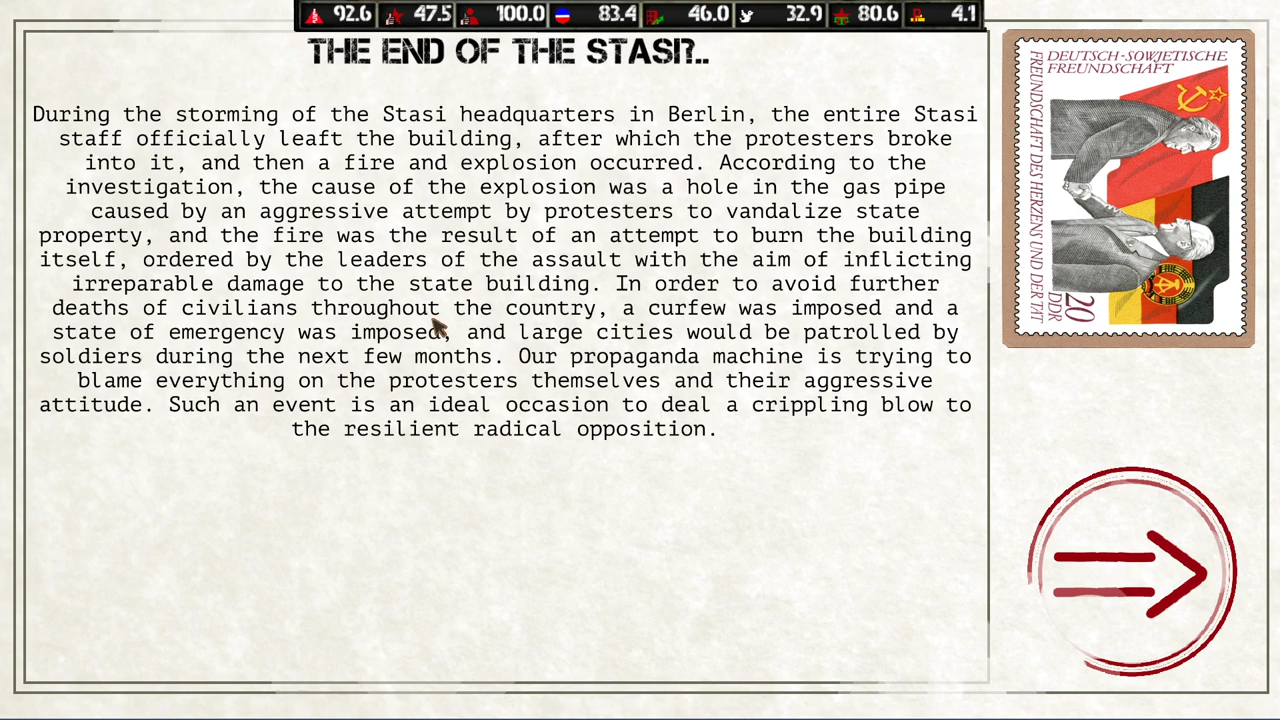 92.6 47.5 100.0 83.4 46.0 32.9 80.6 4.1
THE END OF THE STASI?..
During the storming of the Stasi headquarters in Berlin, the entire Stasi
staff officially leaft the building, after which the protesters broke
into it, and then a fire and explosion occurred. According to the
investigation, the cause of the explosion was a hole in the gas pipe
caused by an aggressive attempt by protesters to vandalize state
property, and the fire was the result of an attempt to burn the building
itself, ordered by the leaders of the assault with the aim of inflicting
irreparable damage to the state building. In order to avoid further
deaths of civilians throughout the country, a curfew was imposed and a
state of emergency was imposed, and large cities would be patrolled by
soldiers during the next few months. Our propaganda machine is trying to
blame everything on the protesters themselves and their aggressive
attitude. Such an event is an ideal occasion to deal a crippling blow to
the resilient radical opposition.
DEUTSCH-SOWJETISCHE
FREUNDSCHAFT
FREUNDSCHAFT DES HERZENS UND DER TAT
DDR
20